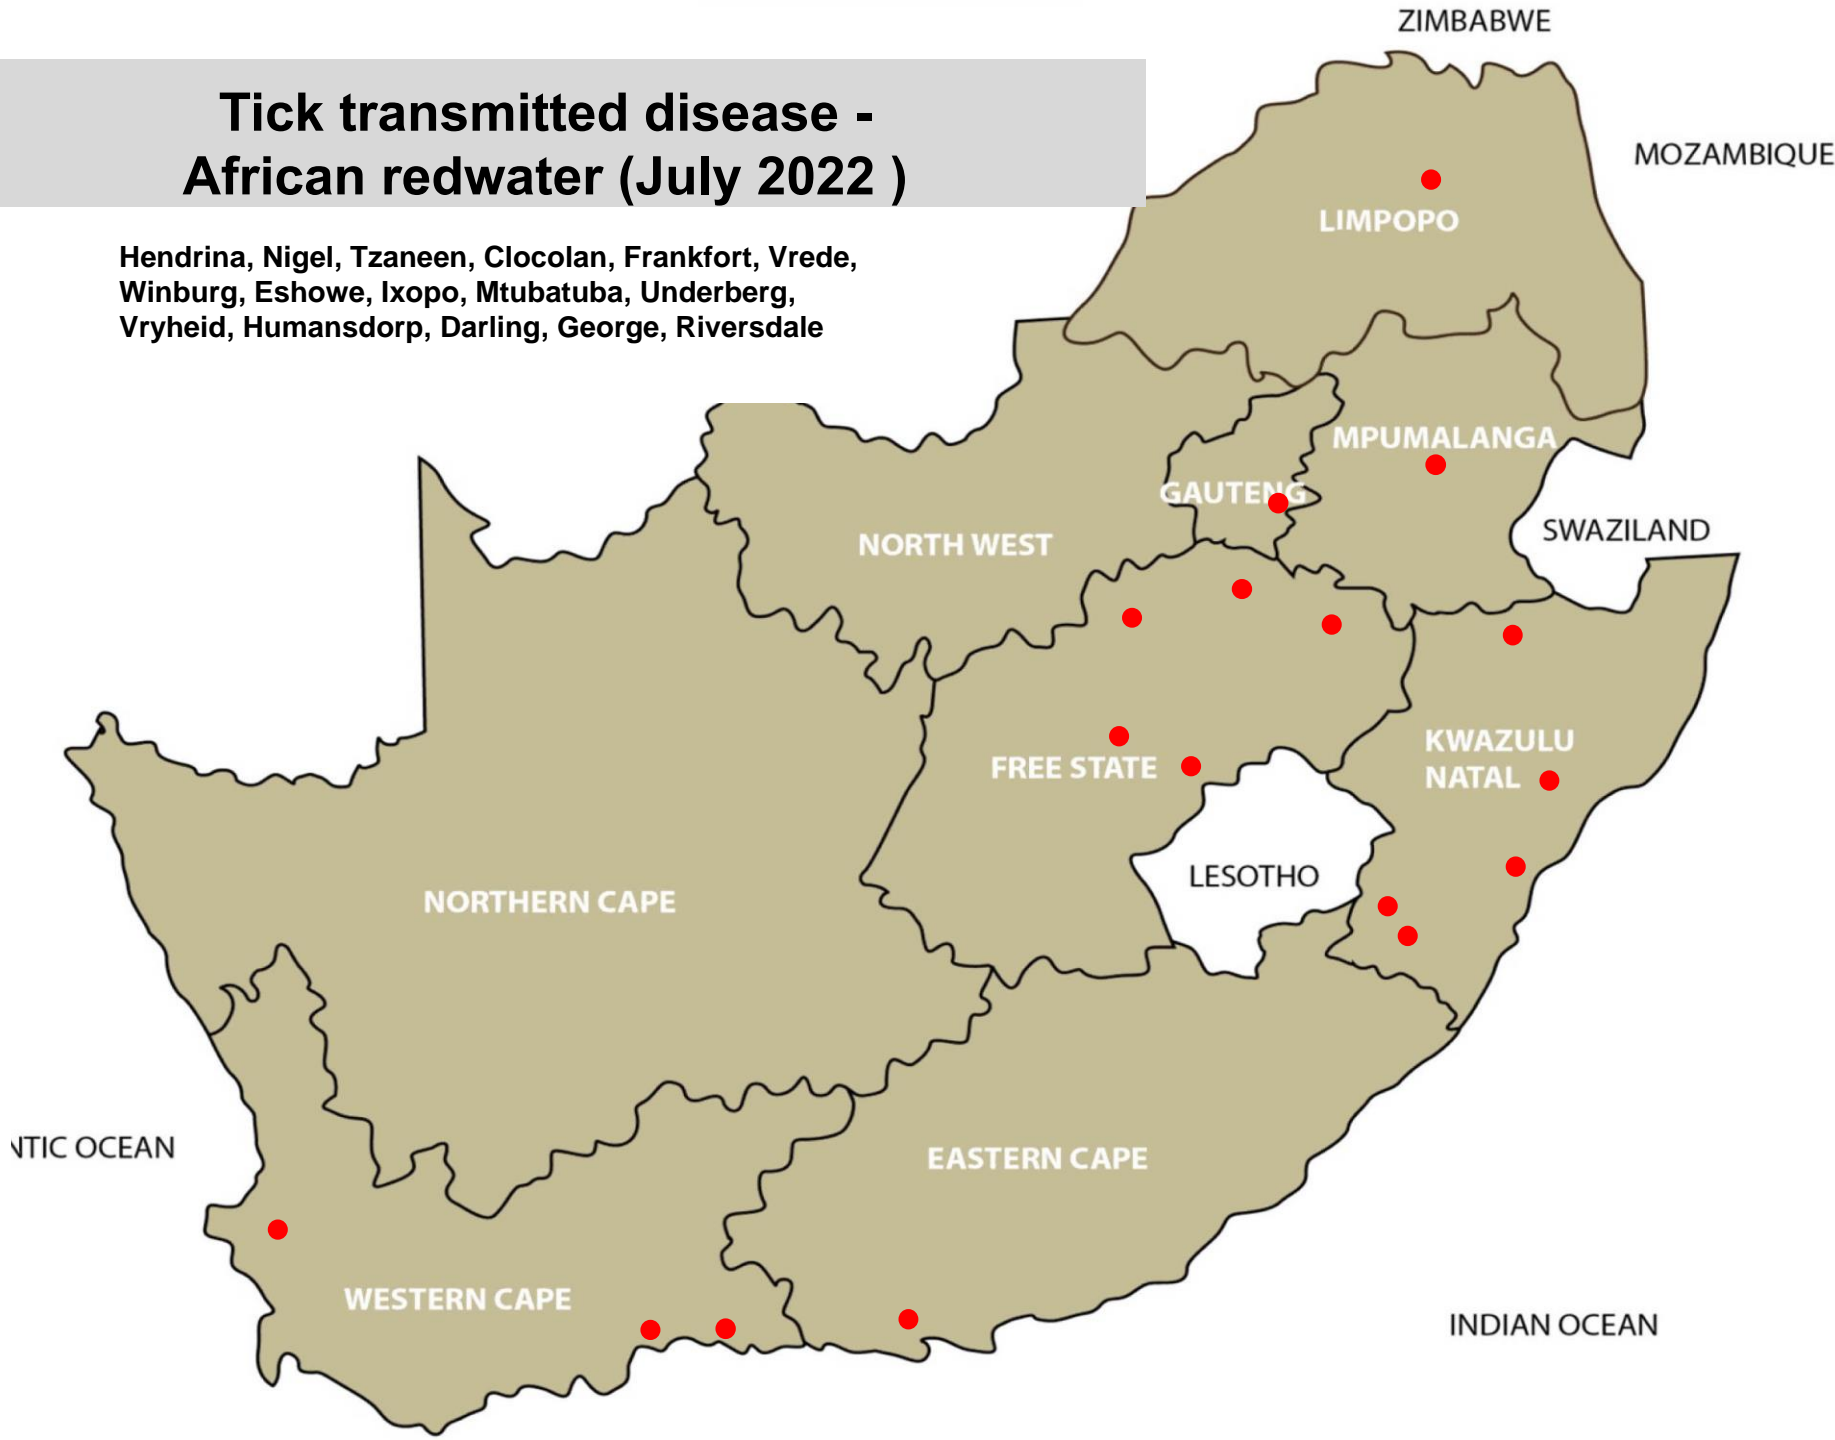 ZIMBABWE
Tick transmitted disease -
African redwater (July 2022 )
MOZAMBIQUE
LIMPOPO
Hendrina, Nigel, Tzaneen, Clocolan, Frankfort, Vrede,
Winburg, Eshowe, Ixopo, Mtubatuba, Underberg,
Vryheid, Humansdorp, Darling, George, Riversdale
MPUMALANGA
GAUTENG
SWAZILAND
NORTH WEST
KWAZULU
NATAL
FREE STATE
LESOTHO
NORTHERN CAPE
NTIC OCEAN
EASTERN CAPE
WESTERN CAPE
INDIAN OCEAN